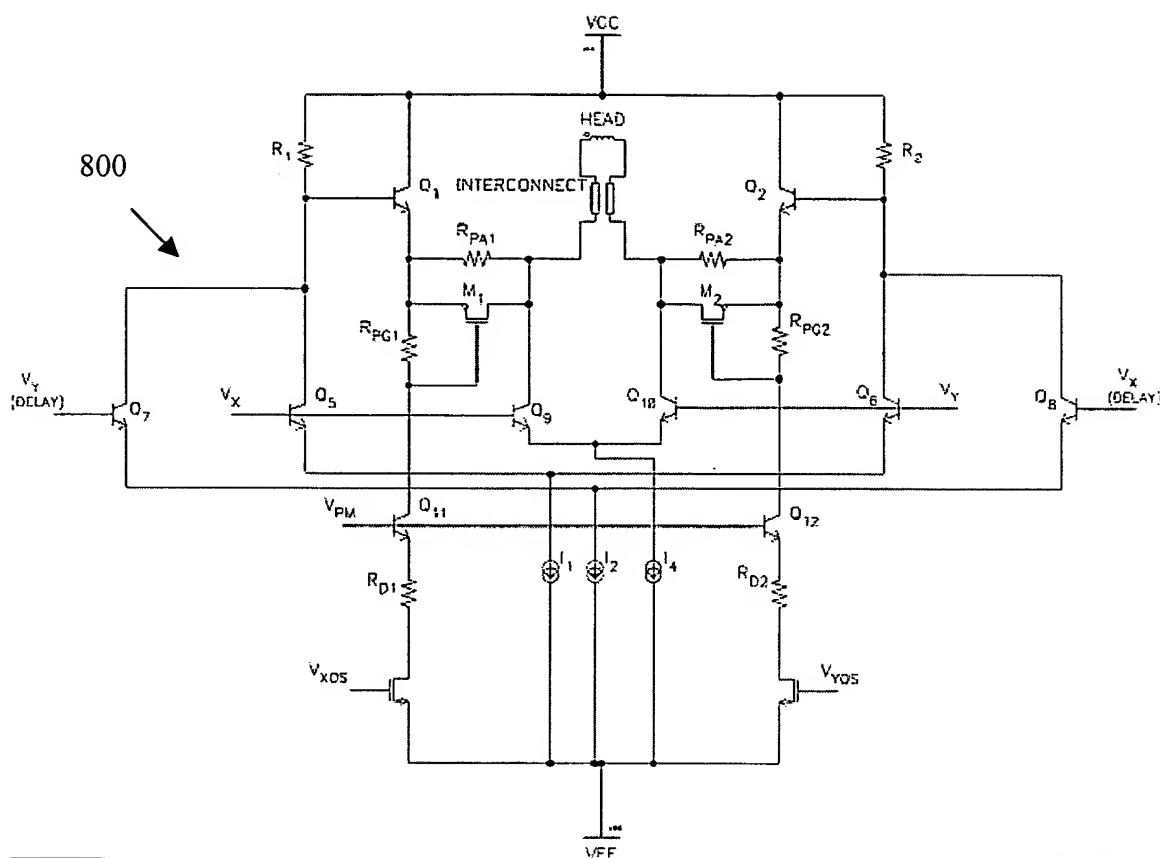 VCC
HEAD
R1
800
Q1
INTERCONNECT
Q2
R2
RPA1
RPA2
M1
M2
RPG1
RPG2
VY
(DELAY)
Q7
VX
Q5
Q9
Q10
Q6
VY
Q8
VX
(DELAY)
VPM
Q11
Q12
I1
I2
I4
RD1
RD2
VXOS
VYOS
VEE